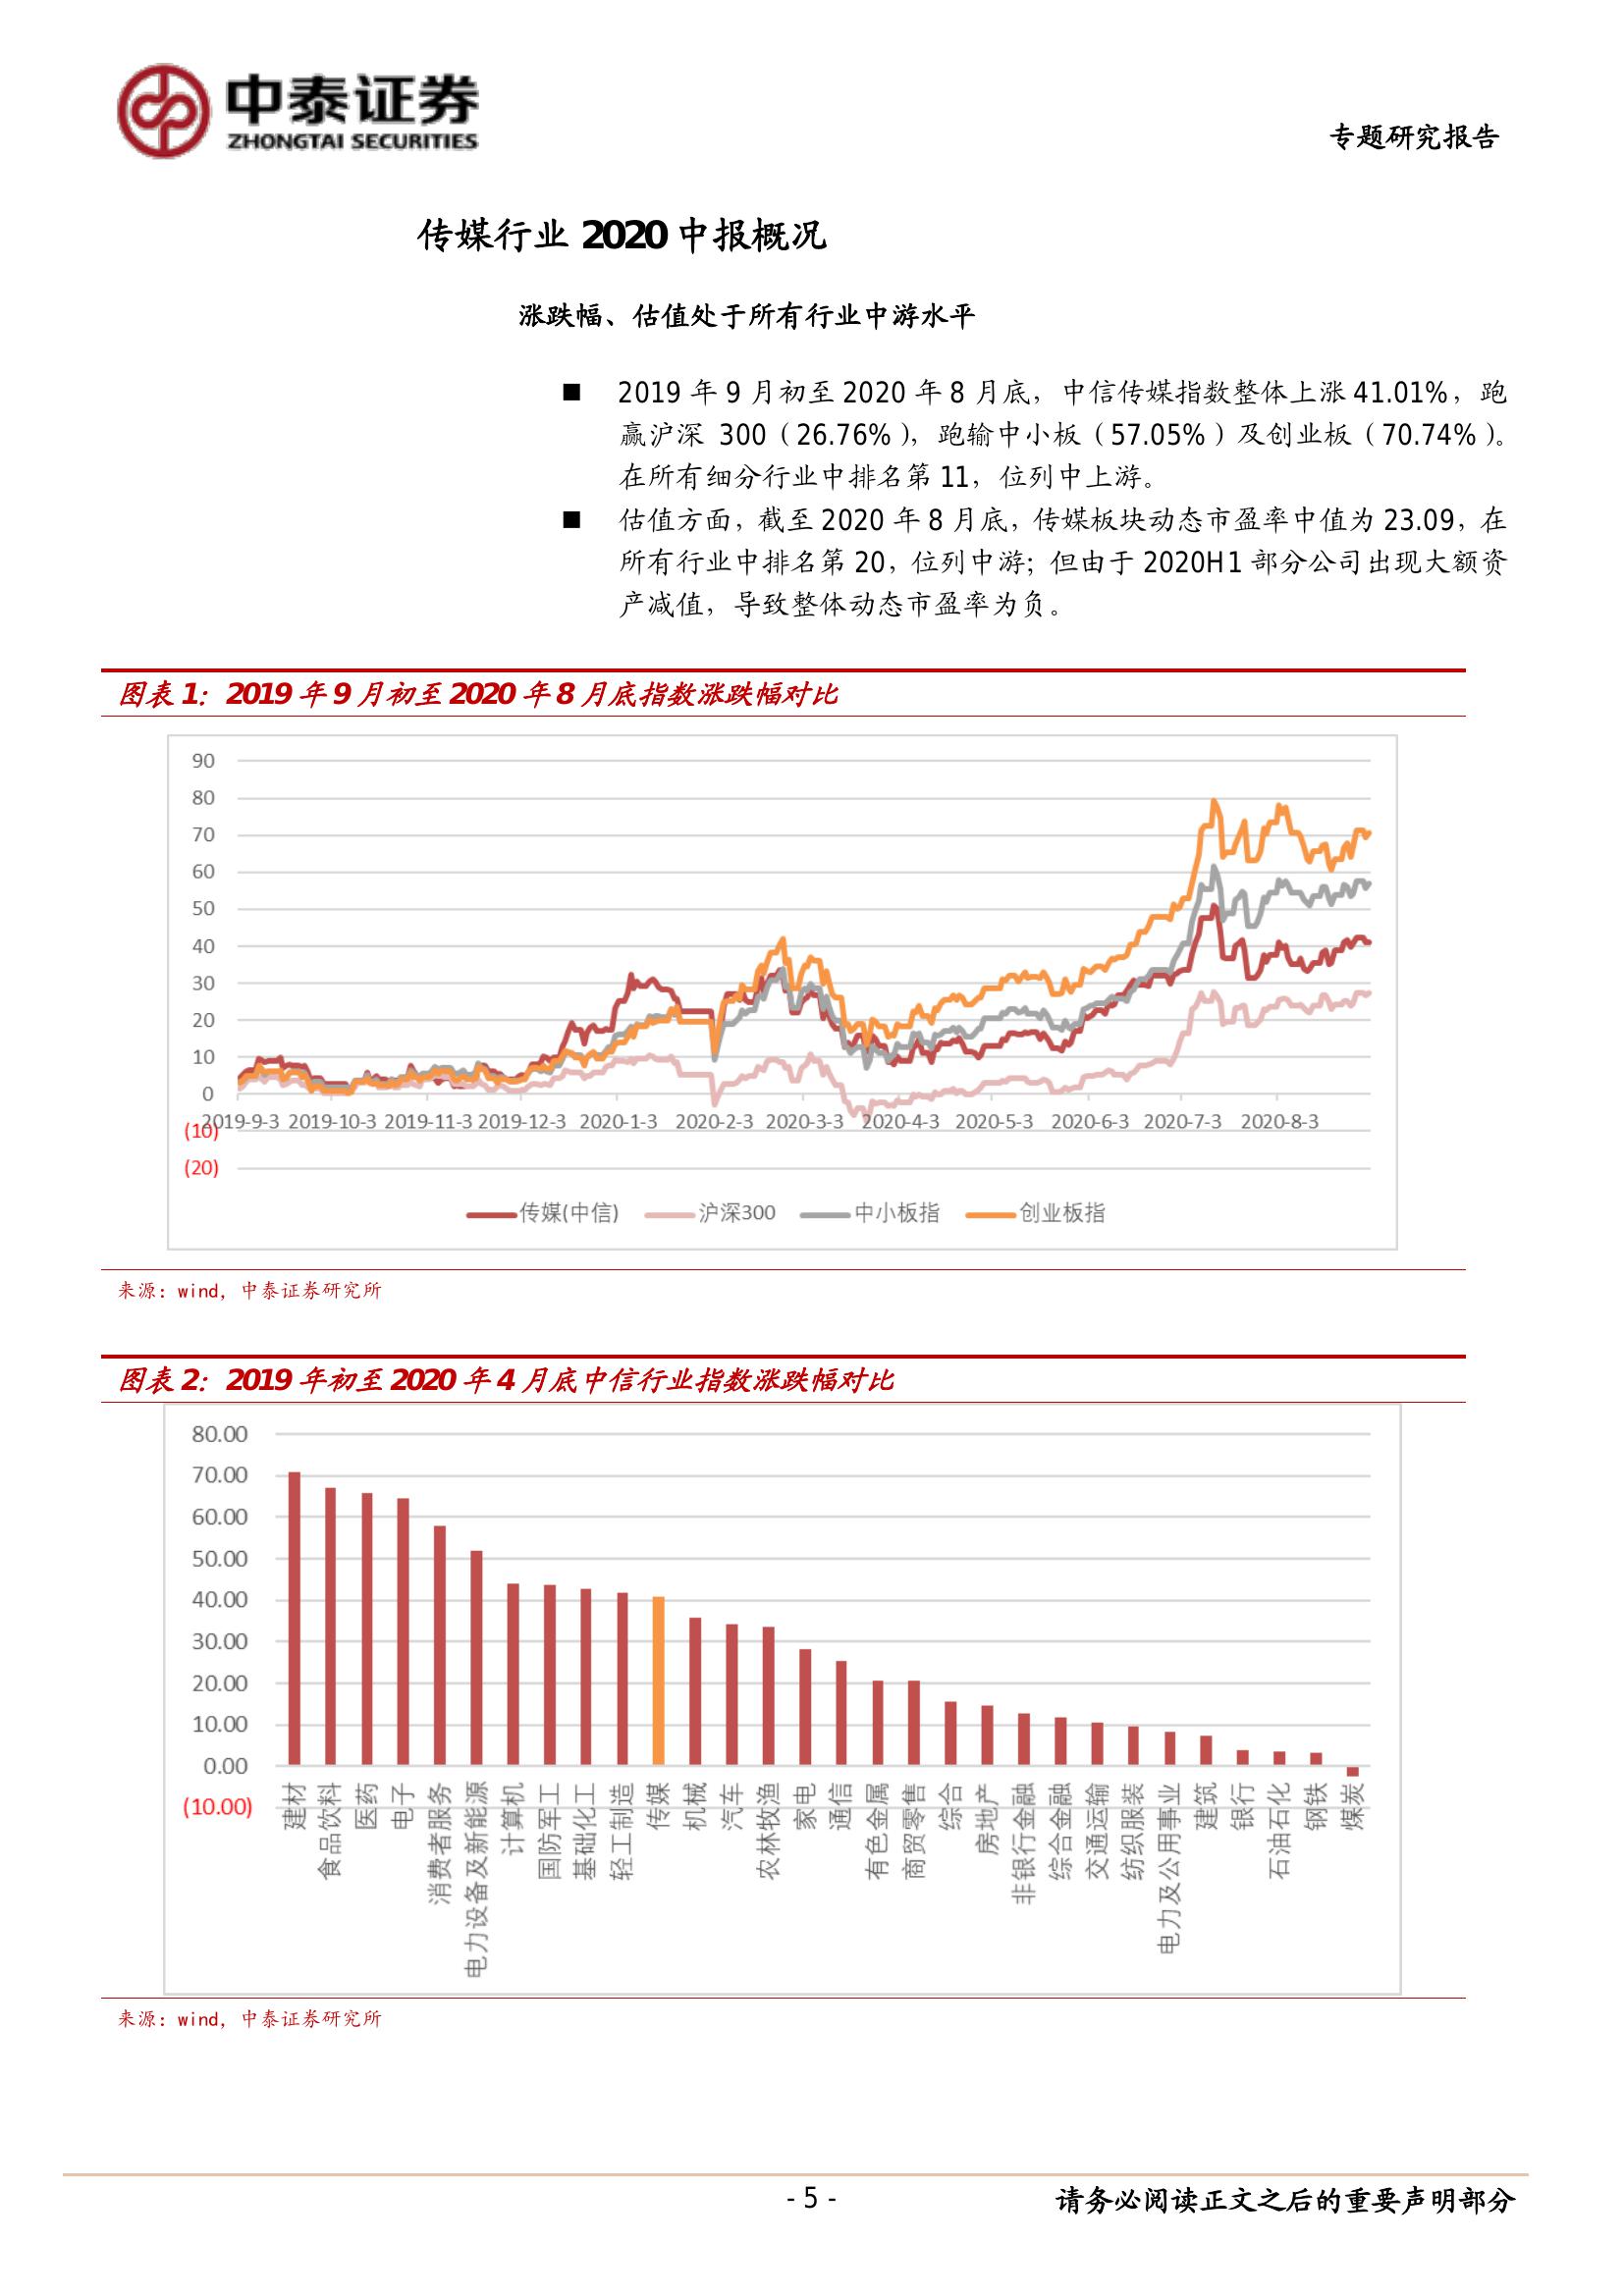 中泰证券
ZHONGTAI SECURITIES
专题研究报告
传媒行业 2020 中报概况
涨跌幅、估值处于所有行业中游水平
■ 2019 年 9 月初至 2020 年 8 月底，中信传媒指数整体上涨 41.01%，跑
赢沪深 300（26.76%），跑输中小板（57.05%）及创业板（70.74%）。
在所有细分行业中排名第 11，位列中上游。
■ 估值方面，截至 2020 年 8 月底，传媒板块动态市盈率中值为 23.09，在
所有行业中排名第 20，位列中游；但由于 2020H1 部分公司出现大额资
产减值，导致整体动态市盈率为负。
图表 1：2019 年 9 月初至 2020 年 8 月底指数涨跌幅对比
90
80
70
60
50
40
30
20
10
0
(10)
(20)
2019-9-3 2019-10-3 2019-11-3 2019-12-3 2020-1-3 2020-2-3 2020-3-3 2020-4-3 2020-5-3 2020-6-3 2020-7-3 2020-8-3
传媒(中信) 沪深300 中小板指 创业板指
来源：wind，中泰证券研究所
图表 2：2019 年初至 2020 年 4 月底中信行业指数涨跌幅对比
80.00
70.00
60.00
50.00
40.00
30.00
20.00
10.00
0.00
(10.00)
建材
食品饮料
医药
电子
消费者服务
电力设备及新能源
计算机
国防军工
基础化工
轻工制造
传媒
机械
汽车
农林牧渔
家电
通信
有色金属
商贸零售
综合
房地产
非银行金融
综合金融
交通运输
纺织服装
电力及公用事业
建筑
银行
石油石化
钢铁
煤炭
来源：wind，中泰证券研究所
- 5 -
请务必阅读正文之后的重要声明部分